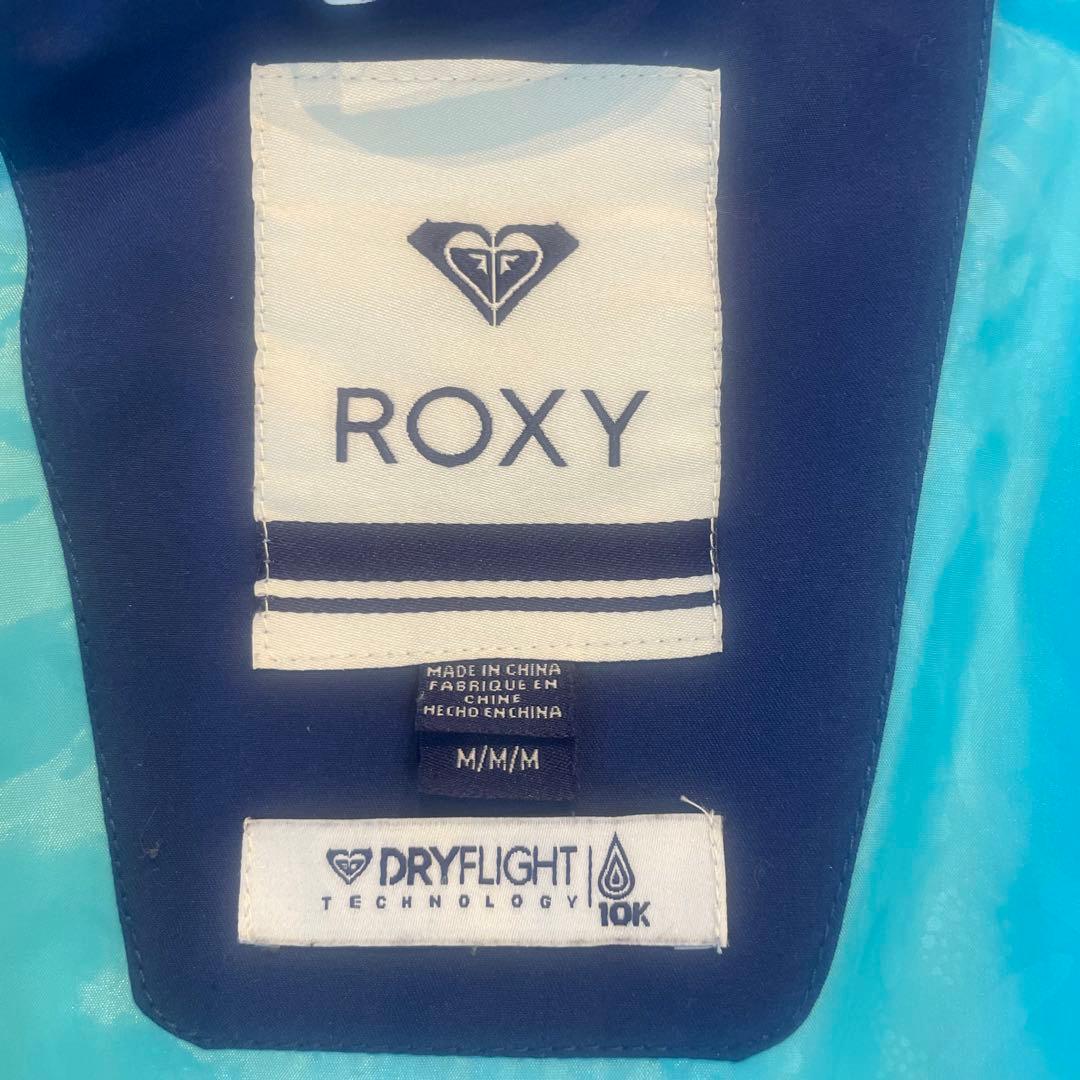 ROXY
MADE IN CHINA
FABRIQUE EN
CHINE
HECHO EN CHINA
M/M/M
DRYFLIGHT
TECHNOLOGY
10K